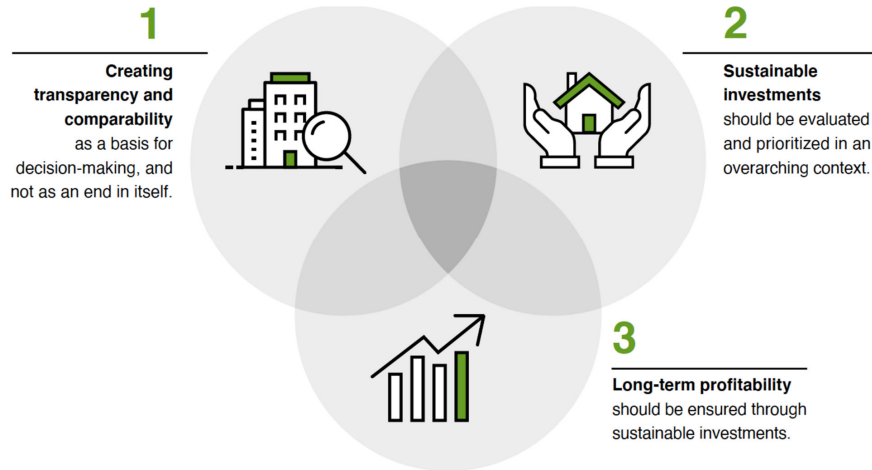 1
Creating
transparency and
comparability
as a basis for
decision-making, and
not as an end in itself.
2
Sustainable
investments
should be evaluated
and prioritized in an
overarching context.
3
Long-term profitability
should be ensured through
sustainable investments.